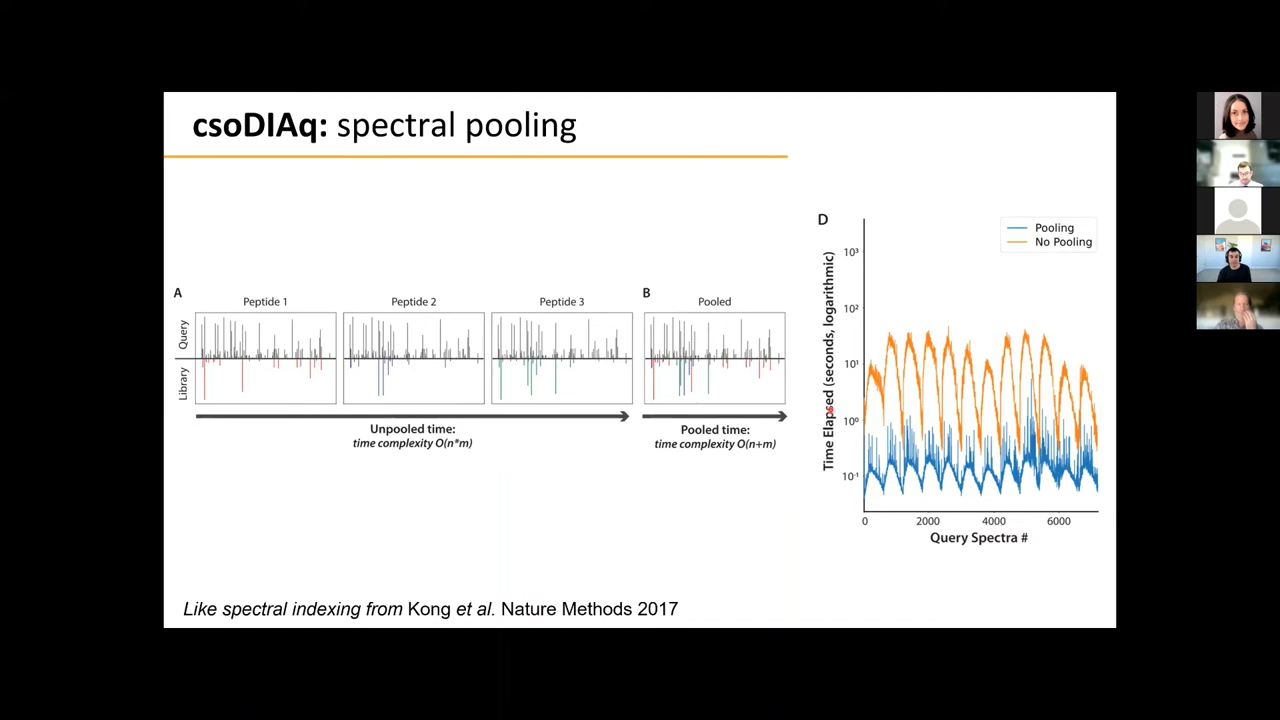 csoDIAq: spectral pooling
A
Peptide 1
Peptide 2
Peptide 3
Query
Library
Unpooled time:
time complexity O(n*m)
B
Pooled
Pooled time:
time complexity O(n+m)
D
Pooling
No Pooling
Time Elapsed (seconds, logarithmic)
10³
10²
10¹
10⁰
10⁻¹
0
2000
4000
6000
Query Spectra #
Like spectral indexing from Kong et al. Nature Methods 2017